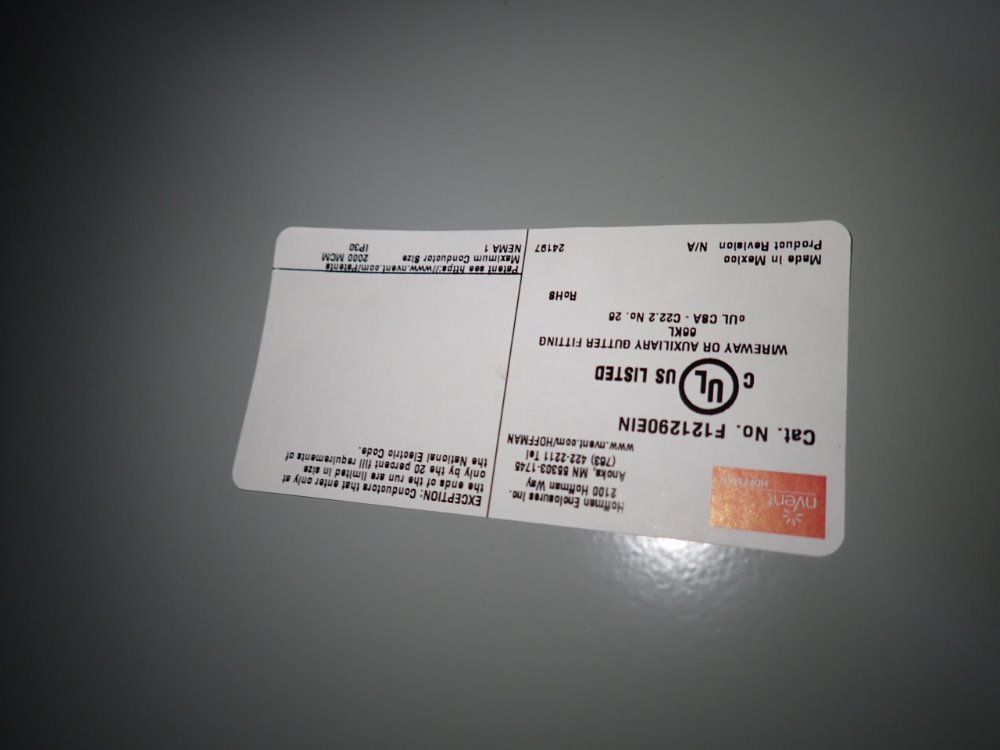 nVent
HOFFMAN
Hoffman Enclosures Inc.
2100 Hoffman Way
Anoka, MN 55303-1745
(763) 422-2211 Tel
www.nvent.com/HOFFMAN
Cat. No. F121290EIN
C UL US LISTED
WIREWAY OR AUXILIARY GUTTER FITTING
66KL
cUL CSA - C22.2 No. 26
RoHS
Made in Mexico
Product Revision N/A
24197
EXCEPTION: Conductors that enter only at
the ends of the run are limited in size
only by the 20 percent fill requirements of
the National Electric Code.
Patent see https://www.nvent.com/Patents
Maximum Conductor Size 2000 MCM
NEMA 1 IP30